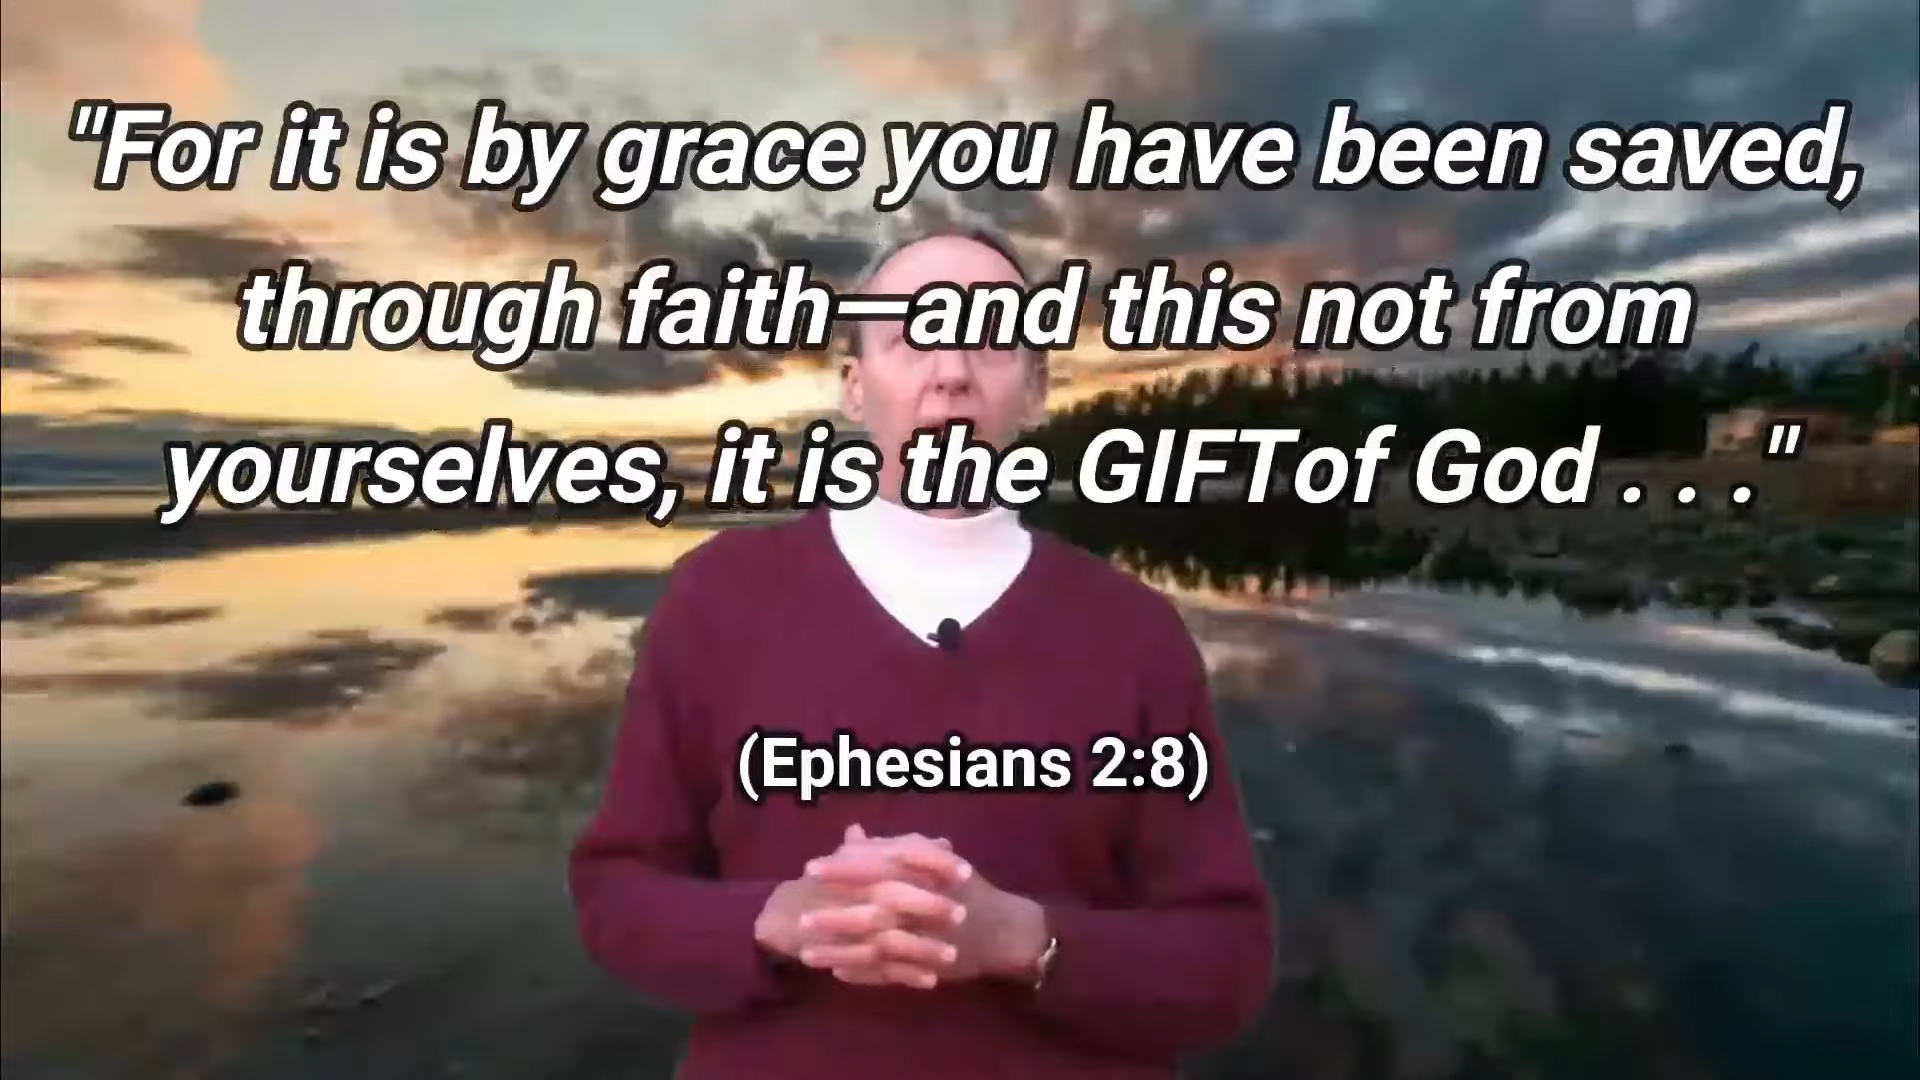 "For it is by grace you have been saved,
through faith—and this not from
yourselves, it is the GIFTof God . . ."
(Ephesians 2:8)